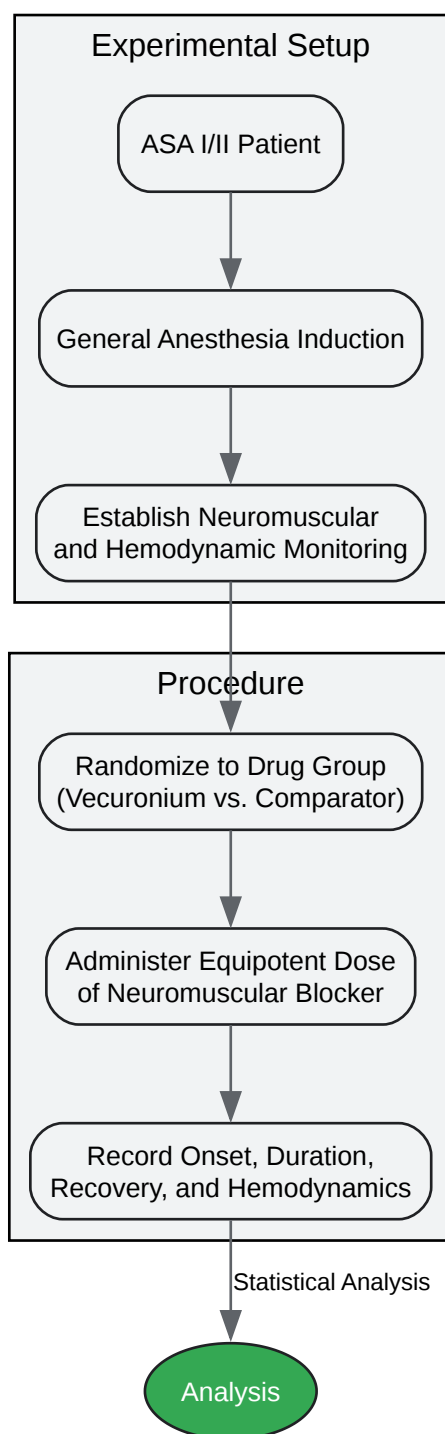 Experimental Setup
ASA I/II Patient
General Anesthesia Induction
Establish Neuromuscular
and Hemodynamic Monitoring
Procedure
Randomize to Drug Group
(Vecuronium vs. Comparator)
Administer Equipotent Dose
of Neuromuscular Blocker
Record Onset, Duration,
Recovery, and Hemodynamics
Statistical Analysis
Analysis